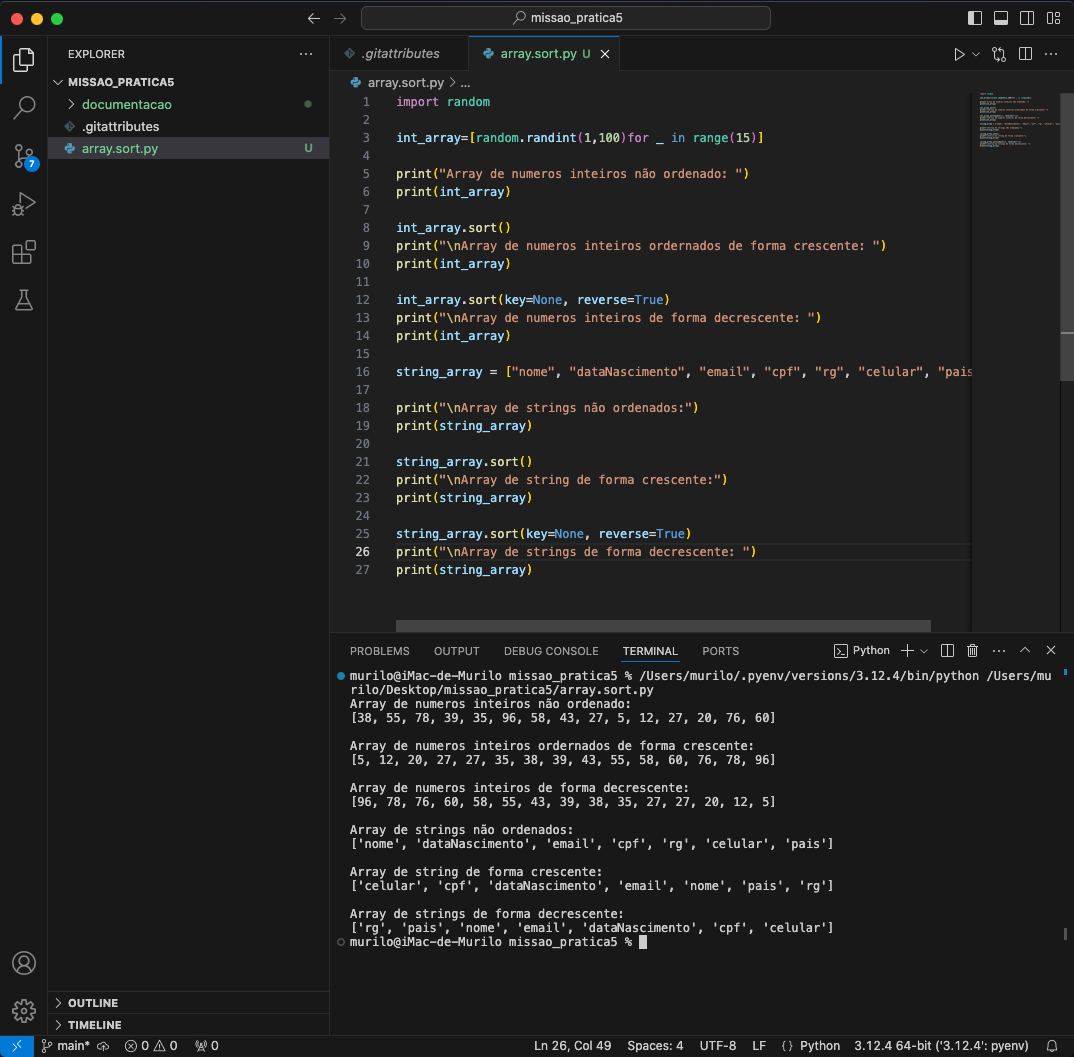 missao_pratica5
EXPLORER
MISSAO_PRATICA5
documentacao
.gitattributes
array.sort.py U
7
.gitattributes
array.sort.py U
array.sort.py > ...
1 import random
2
3 int_array=[random.randint(1,100)for _ in range(15)]
4
5 print("Array de numeros inteiros não ordenado: ")
6 print(int_array)
7
8 int_array.sort()
9 print("\nArray de numeros inteiros ordernados de forma crescente: ")
10 print(int_array)
11
12 int_array.sort(key=None, reverse=True)
13 print("\nArray de numeros inteiros de forma decrescente: ")
14 print(int_array)
15
16 string_array = ["nome", "dataNascimento", "email", "cpf", "rg", "celular", "pais
17
18 print("\nArray de strings não ordenados:")
19 print(string_array)
20
21 string_array.sort()
22 print("\nArray de string de forma crescente:")
23 print(string_array)
24
25 string_array.sort(key=None, reverse=True)
26 print("\nArray de strings de forma decrescente: ")
27 print(string_array)
PROBLEMS OUTPUT DEBUG CONSOLE TERMINAL PORTS Python
murilo@iMac-de-Murilo missao_pratica5 % /Users/murilo/.pyenv/versions/3.12.4/bin/python /Users/mu
rilo/Desktop/missao_pratica5/array.sort.py
Array de numeros inteiros não ordenado:
[38, 55, 78, 39, 35, 96, 58, 43, 27, 5, 12, 27, 20, 76, 60]
Array de numeros inteiros ordernados de forma crescente:
[5, 12, 20, 27, 27, 35, 38, 39, 43, 55, 58, 60, 76, 78, 96]
Array de numeros inteiros de forma decrescente:
[96, 78, 76, 60, 58, 55, 43, 39, 38, 35, 27, 27, 20, 12, 5]
Array de strings não ordenados:
['nome', 'dataNascimento', 'email', 'cpf', 'rg', 'celular', 'pais']
Array de string de forma crescente:
['celular', 'cpf', 'dataNascimento', 'email', 'nome', 'pais', 'rg']
Array de strings de forma decrescente:
['rg', 'pais', 'nome', 'email', 'dataNascimento', 'cpf', 'celular']
murilo@iMac-de-Murilo missao_pratica5 %
OUTLINE
TIMELINE
main* 0 0 0 Ln 26, Col 49 Spaces: 4 UTF-8 LF {} Python 3.12.4 64-bit ('3.12.4': pyenv)